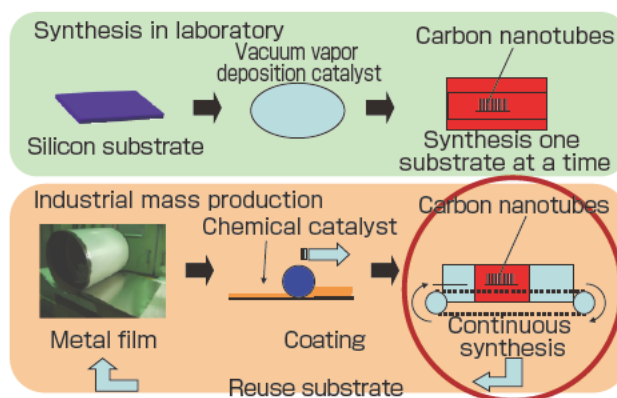 Synthesis in laboratory
Vacuum vapor
deposition catalyst
Carbon nanotubes
Silicon substrate
Synthesis one
substrate at a time
Industrial mass production
Chemical catalyst
Carbon nanotubes
Metal film
Coating
Continuous
synthesis
Reuse substrate